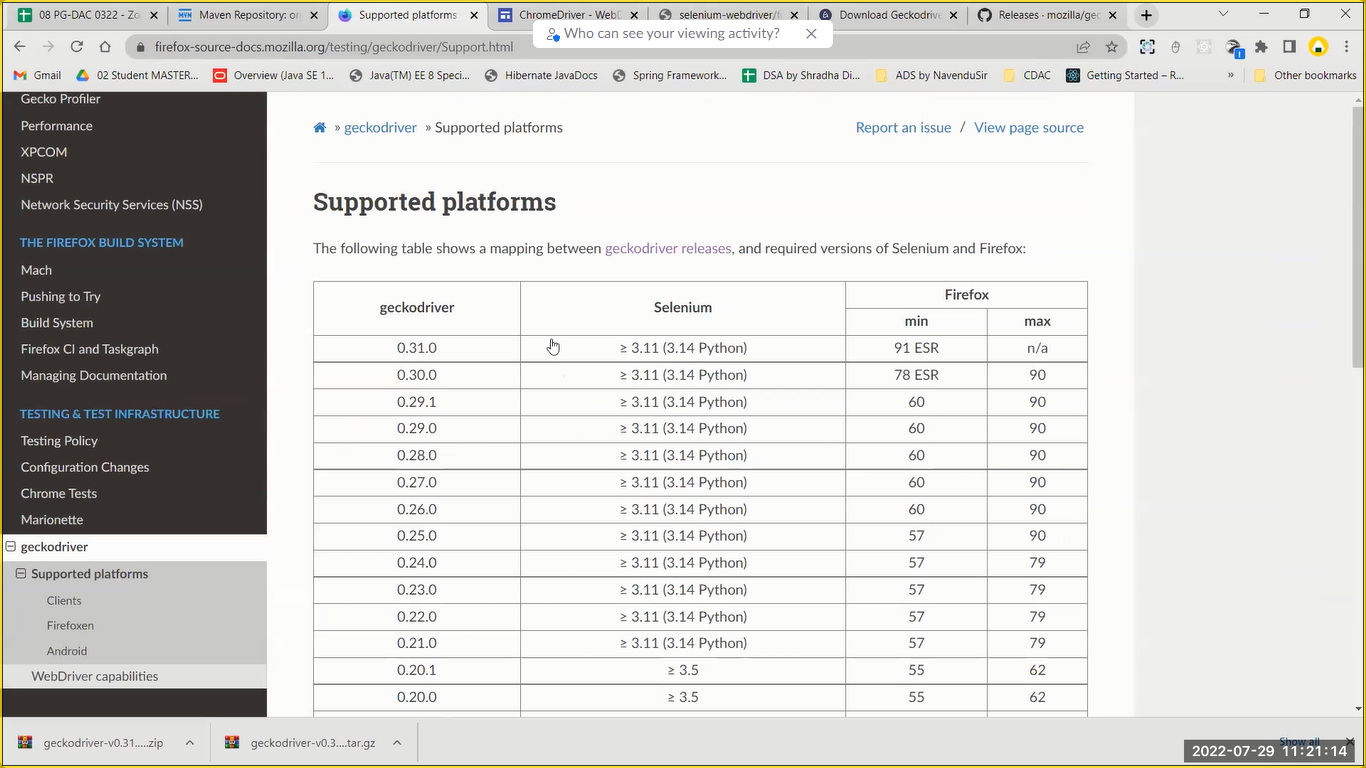 08 PG-DAC 0322 - Zo
Maven Repository: or
Supported platforms
ChromeDriver - WebD
selenium-webdriver/fi
Download Geckodrive
Releases · mozilla/gec
Who can see your viewing activity?
firefox-source-docs.mozilla.org/testing/geckodriver/Support.html
Gmail
02 Student MASTER...
Overview (Java SE 1...
Java(TM) EE 8 Speci...
Hibernate JavaDocs
Spring Framework...
DSA by Shradha Di...
ADS by NavenduSir
CDAC
Getting Started – R...
»
Other bookmarks
Gecko Profiler
Performance
XPCOM
NSPR
Network Security Services (NSS)
THE FIREFOX BUILD SYSTEM
Mach
Pushing to Try
Build System
Firefox CI and Taskgraph
Managing Documentation
TESTING & TEST INFRASTRUCTURE
Testing Policy
Configuration Changes
Chrome Tests
Marionette
geckodriver
Supported platforms
Clients
Firefoxen
Android
WebDriver capabilities
» geckodriver » Supported platforms
Report an issue / View page source
Supported platforms
The following table shows a mapping between geckodriver releases, and required versions of Selenium and Firefox:
geckodriver Selenium Firefox
min max
0.31.0 ≥ 3.11 (3.14 Python) 91 ESR n/a
0.30.0 ≥ 3.11 (3.14 Python) 78 ESR 90
0.29.1 ≥ 3.11 (3.14 Python) 60 90
0.29.0 ≥ 3.11 (3.14 Python) 60 90
0.28.0 ≥ 3.11 (3.14 Python) 60 90
0.27.0 ≥ 3.11 (3.14 Python) 60 90
0.26.0 ≥ 3.11 (3.14 Python) 60 90
0.25.0 ≥ 3.11 (3.14 Python) 57 90
0.24.0 ≥ 3.11 (3.14 Python) 57 79
0.23.0 ≥ 3.11 (3.14 Python) 57 79
0.22.0 ≥ 3.11 (3.14 Python) 57 79
0.21.0 ≥ 3.11 (3.14 Python) 57 79
0.20.1 ≥ 3.5 55 62
0.20.0 ≥ 3.5 55 62
geckodriver-v0.31.....zip
geckodriver-v0.3....tar.gz
Show all
2022-07-29 11:21:14